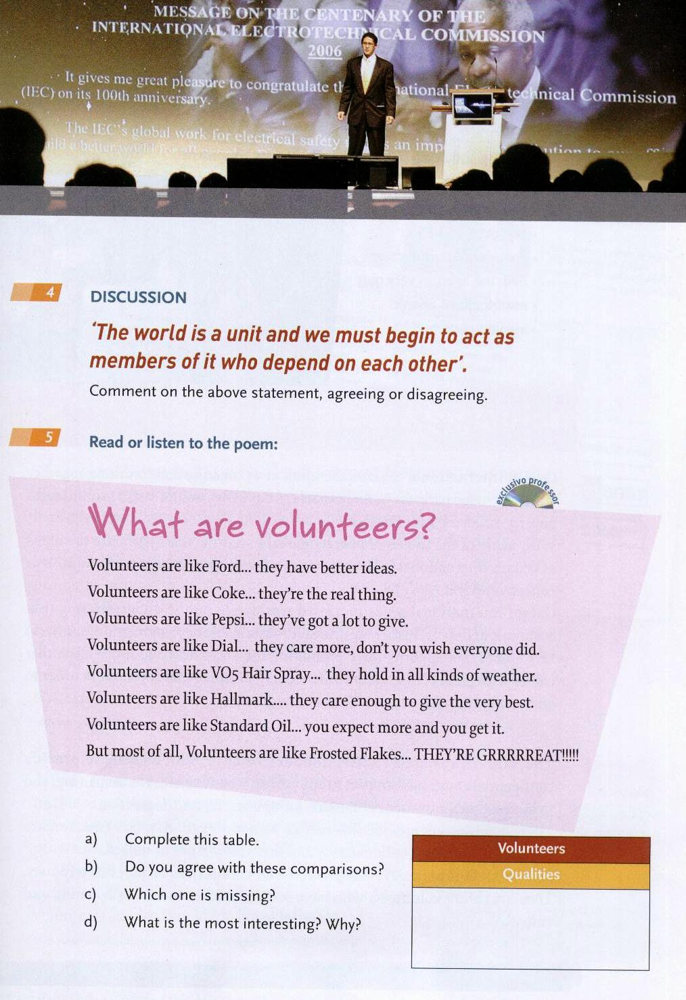 MESSAGE ON THE CENTENARY OF THE
INTERNATIONAL ELECTROTECHNICAL COMMISSION
2006
It gives me great pleasure to congratulate th national technical Commission
(IEC) on its 100th anniversary.
The IEC"s global work for electrical safety s an imp ution to
ild a better world for all
4
DISCUSSION
‘The world is a unit and we must begin to act as
members of it who depend on each other’.
Comment on the above statement, agreeing or disagreeing.
5
Read or listen to the poem:
exclusivo professor
What are volunteers?
Volunteers are like Ford... they have better ideas.
Volunteers are like Coke... they’re the real thing.
Volunteers are like Pepsi... they’ve got a lot to give.
Volunteers are like Dial... they care more, don’t you wish everyone did.
Volunteers are like VO5 Hair Spray... they hold in all kinds of weather.
Volunteers are like Hallmark.... they care enough to give the very best.
Volunteers are like Standard Oil... you expect more and you get it.
But most of all, Volunteers are like Frosted Flakes... THEY’RE GRRRRREAT!!!!!
a) Complete this table.
b) Do you agree with these comparisons?
c) Which one is missing?
d) What is the most interesting? Why?
Volunteers
Qualities